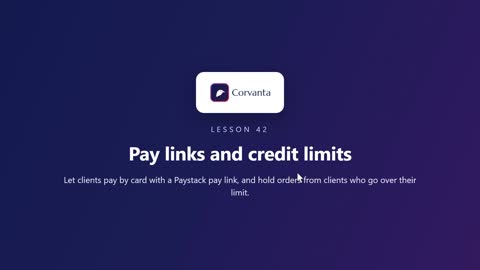 Corvanta
LESSON 42
Pay links and credit limits
Let clients pay by card with a Paystack pay link, and hold orders from clients who go over their
limit.